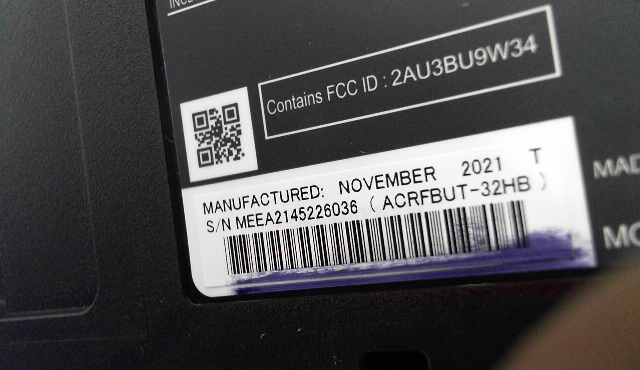 Contains FCC ID : 2AU3BU9W34
MANUFACTURED: NOVEMBER 2021 T
S/N MEEA2145226036 ( ACRFBUT-32HB )